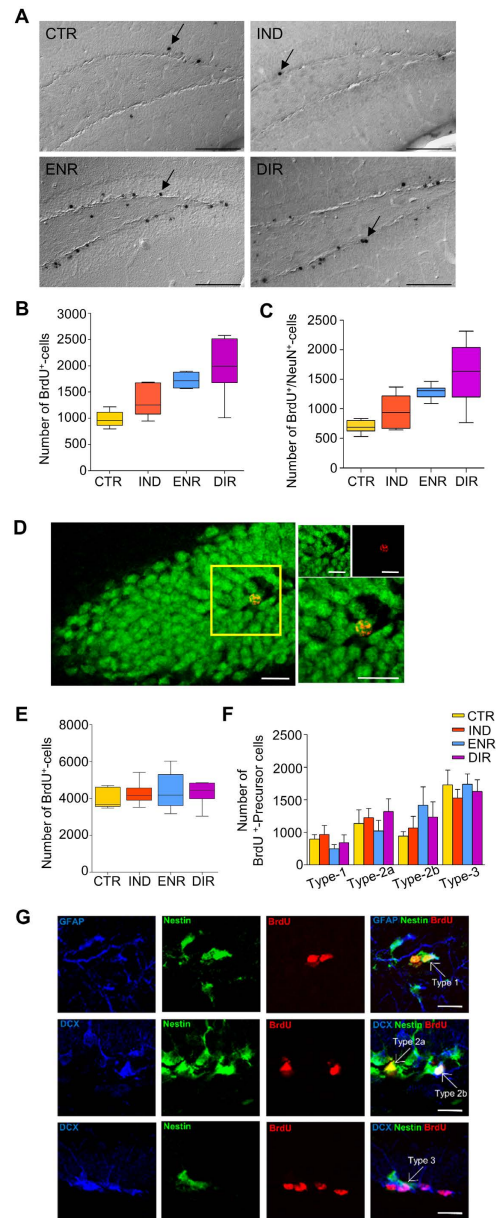 A
CTR
IND
ENR
DIR
B
Number of BrdU+-cells
3000
2500
2000
1500
1000
500
0
CTR IND ENR DIR
C
Number of BrdU+/NeuN+-cells
2500
2000
1500
1000
500
0
CTR IND ENR DIR
D
E
Number of BrdU+-cells
8000
6000
4000
2000
0
CTR IND ENR DIR
F
CTR
IND
ENR
DIR
Number of
BrdU +-Precursor cells
2500
1500
1000
500
0
Type-1 Type-2a Type-2b Type-3
G
GFAP
Nestin
BrdU
GFAP Nestin BrdU
Type 1
DCX
Nestin
BrdU
DCX Nestin BrdU
Type 2a
Type 2b
DCX
Nestin
BrdU
DCX Nestin BrdU
Type 3